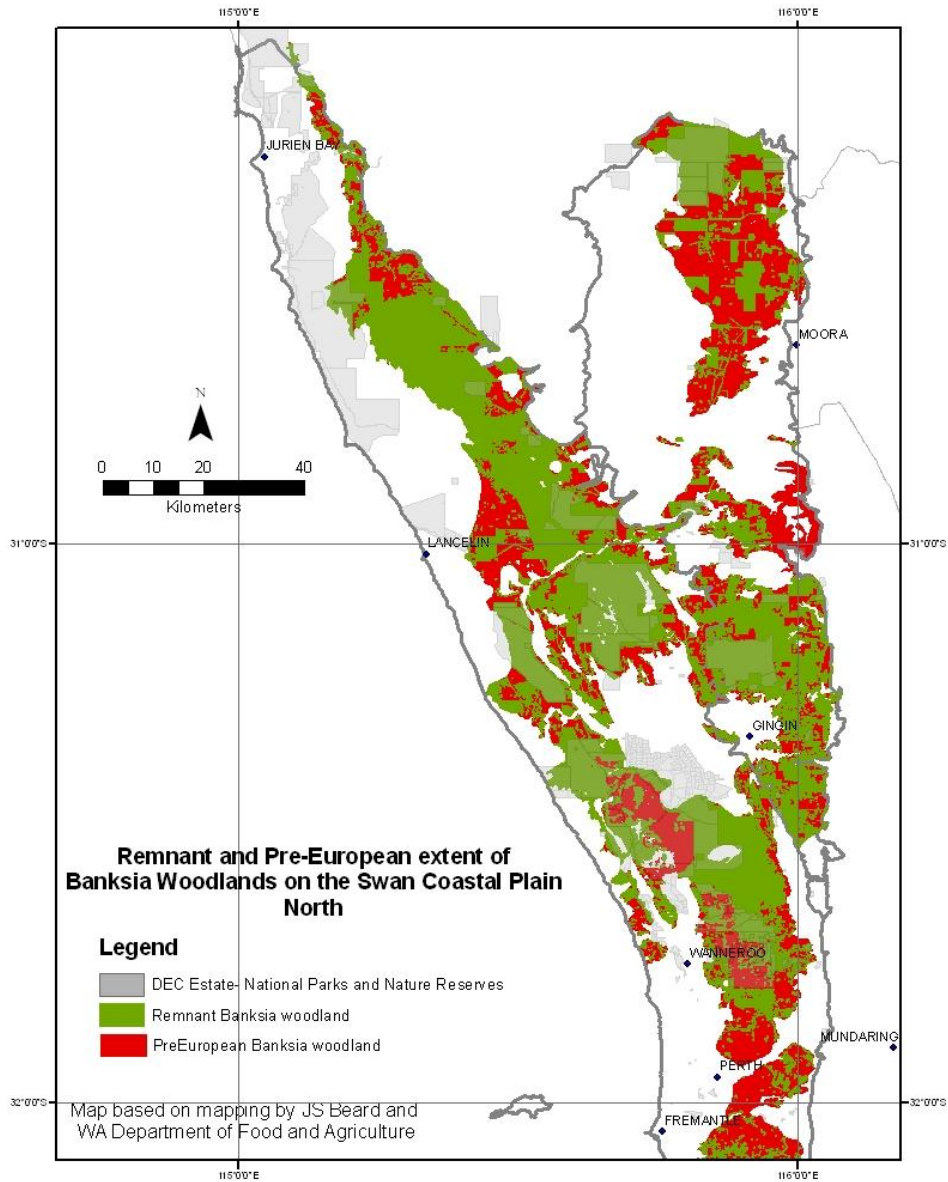 115°0'0"E
116°0'0"E
JURIEN BAY
MOORA
N
0 10 20 40
Kilometers
31°0'0"S
31°0'0"S
LANCELIN
GINGIN
Remnant and Pre-European extent of
Banksia Woodlands on the Swan Coastal Plain
North
Legend
DEC Estate- National Parks and Nature Reserves
Remnant Banksia woodland
PreEuropean Banksia woodland
WANNEROO
MUNDARING
PERTH
32°0'0"S
32°0'0"S
FREMANTLE
Map based on mapping by JS Beard and
WA Department of Food and Agriculture
115°0'0"E
116°0'0"E